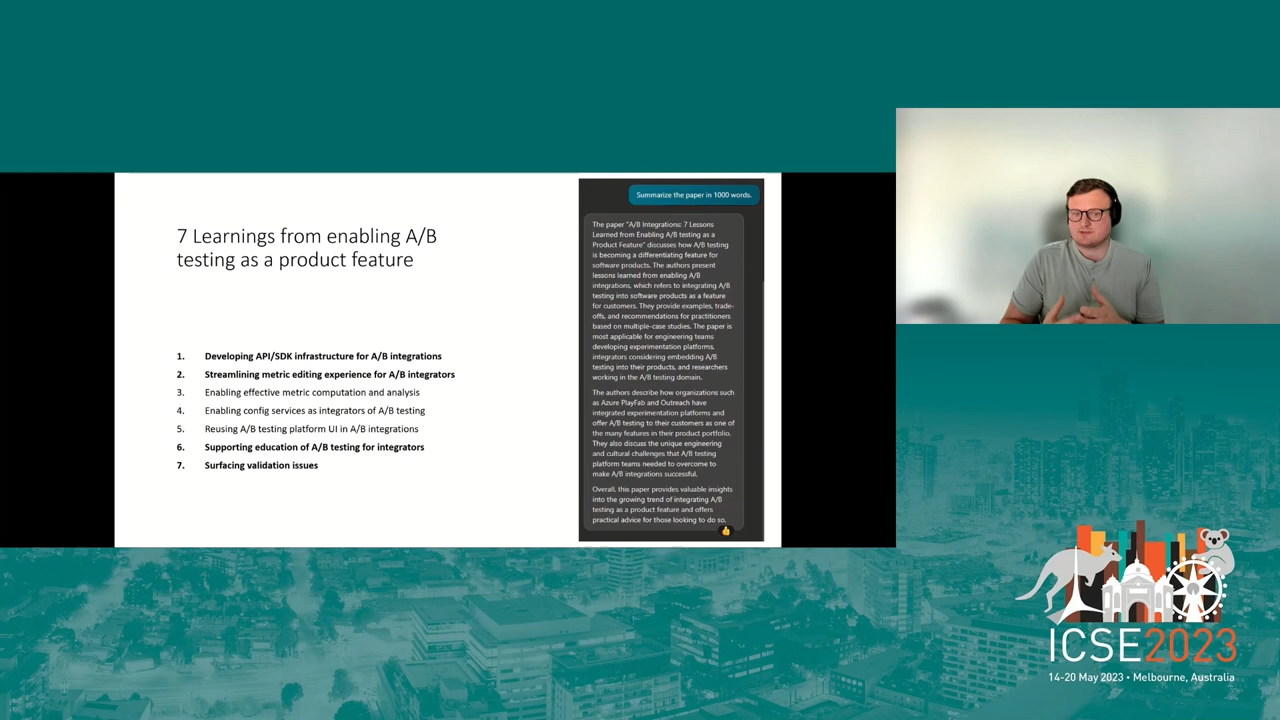 7 Learnings from enabling A/B
testing as a product feature
1. Developing API/SDK infrastructure for A/B integrations
2. Streamlining metric editing experience for A/B integrators
3. Enabling effective metric computation and analysis
4. Enabling config services as integrators of A/B testing
5. Reusing A/B testing platform UI in A/B integrations
6. Supporting education of A/B testing for integrators
7. Surfacing validation issues
Summarize the paper in 1000 words.
The paper "A/B Integrations: 7 Lessons
Learned from Enabling A/B testing as a
Product Feature" discusses how A/B testing
is becoming a differentiating feature for
software products. The authors present
lessons learned from enabling A/B
integrations, which refers to integrating A/B
testing into software products as a feature
for customers. They provide examples, trade-
offs, and recommendations for practitioners
based on multiple-case studies. The paper is
most applicable for engineering teams
developing experimentation platforms,
integrators considering embedding A/B
testing into their products, and researchers
working in the A/B testing domain.
The authors describe how organizations such
as Azure PlayFab and Outreach have
integrated experimentation platforms and
offer A/B testing to their customers as one of
the many features in their product portfolio.
They also discuss the unique engineering
and cultural challenges that A/B testing
platform teams needed to overcome to
make A/B integrations successful.
Overall, this paper provides valuable insights
into the growing trend of integrating A/B
testing as a product feature and offers
practical advice for those looking to do so.
ICSE2023
14-20 May 2023 • Melbourne, Australia